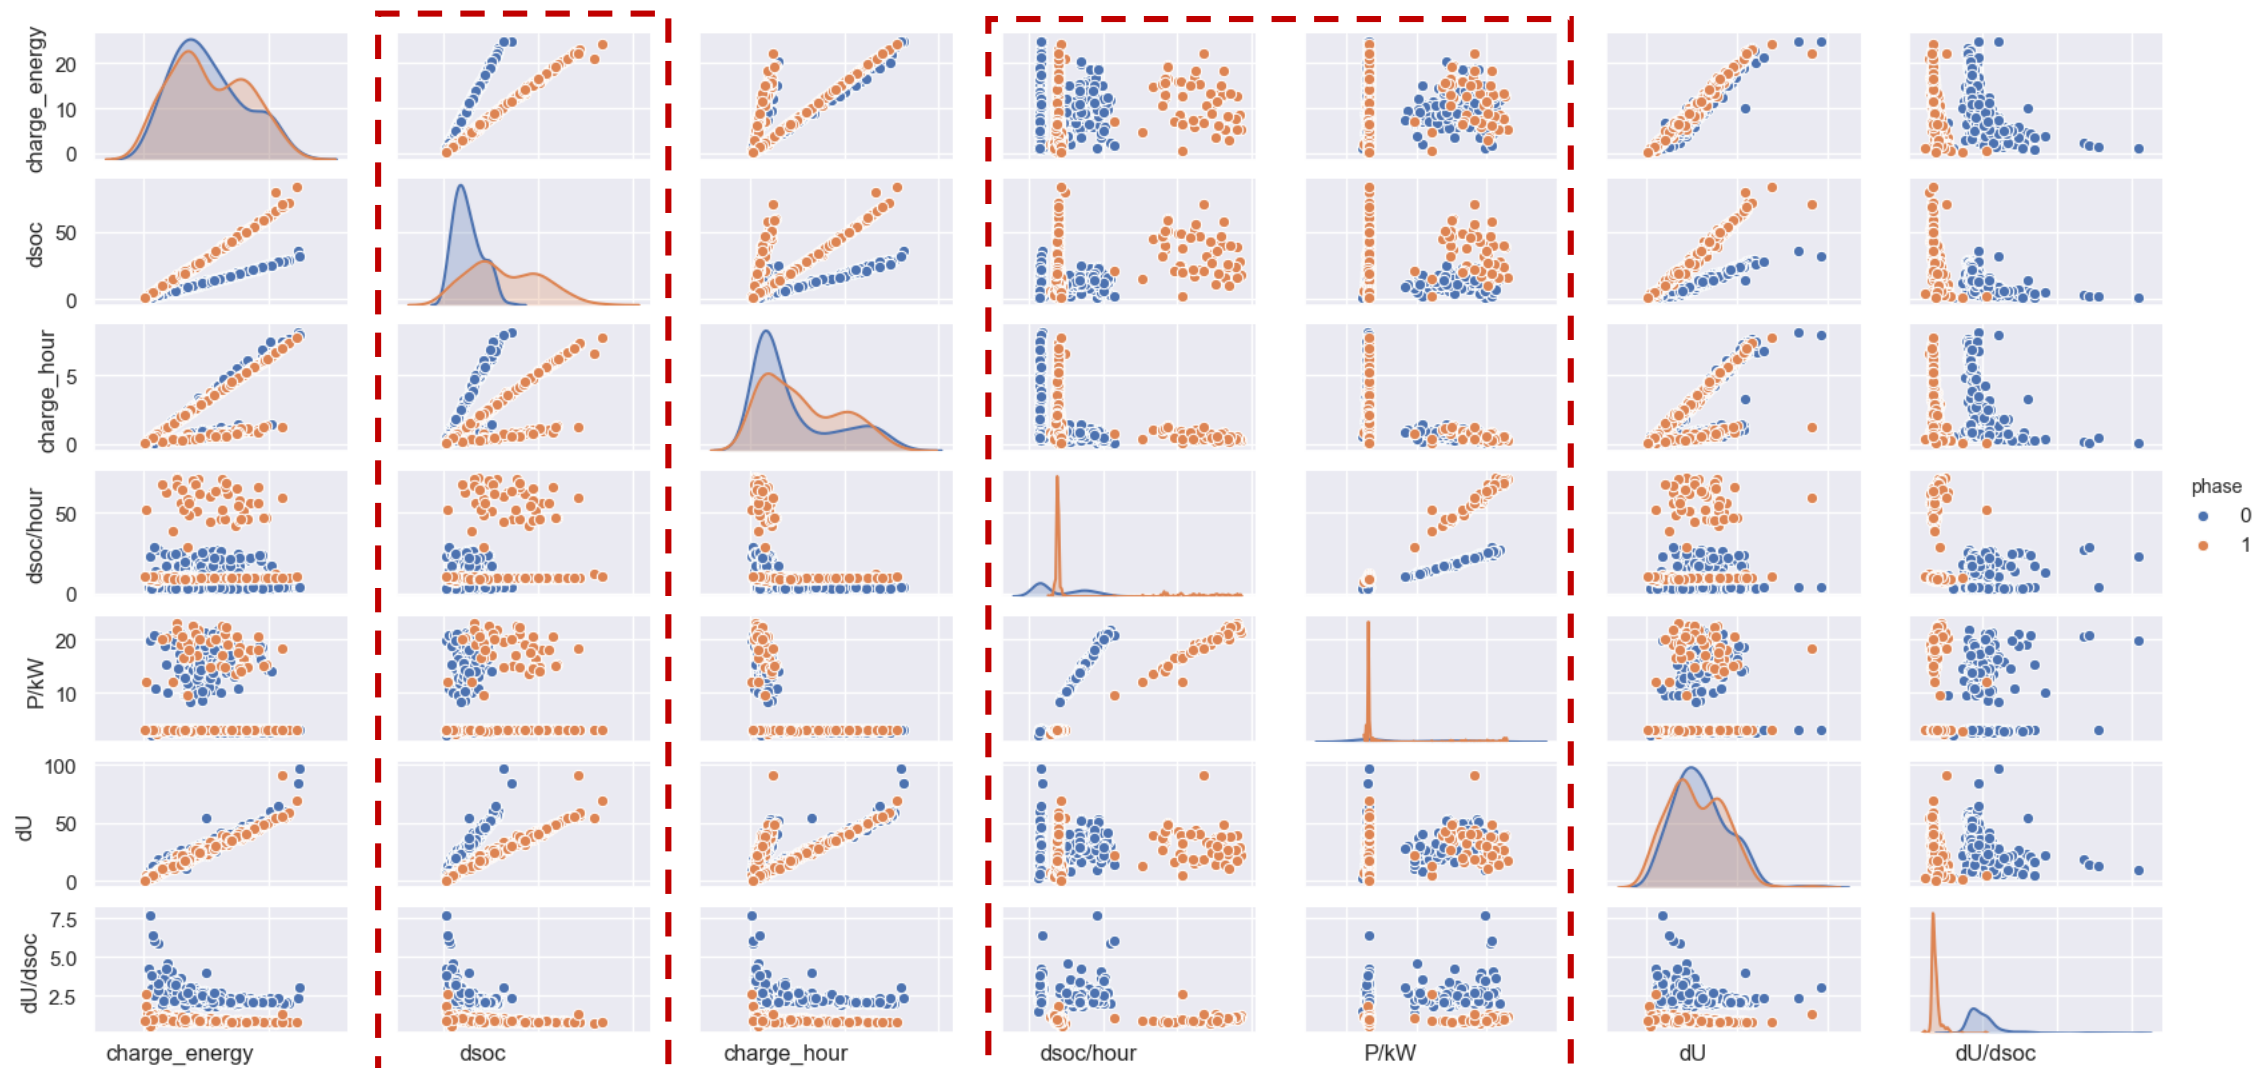 charge_energy
20
10
0
dsoc
50
0
charge_hour
5
0
dsoc/hour
50
0
P/kW
20
10
dU
100
50
0
dU/dsoc
7.5
5.0
2.5
charge_energy dsoc charge_hour dsoc/hour P/kW dU dU/dsoc
phase
0
1